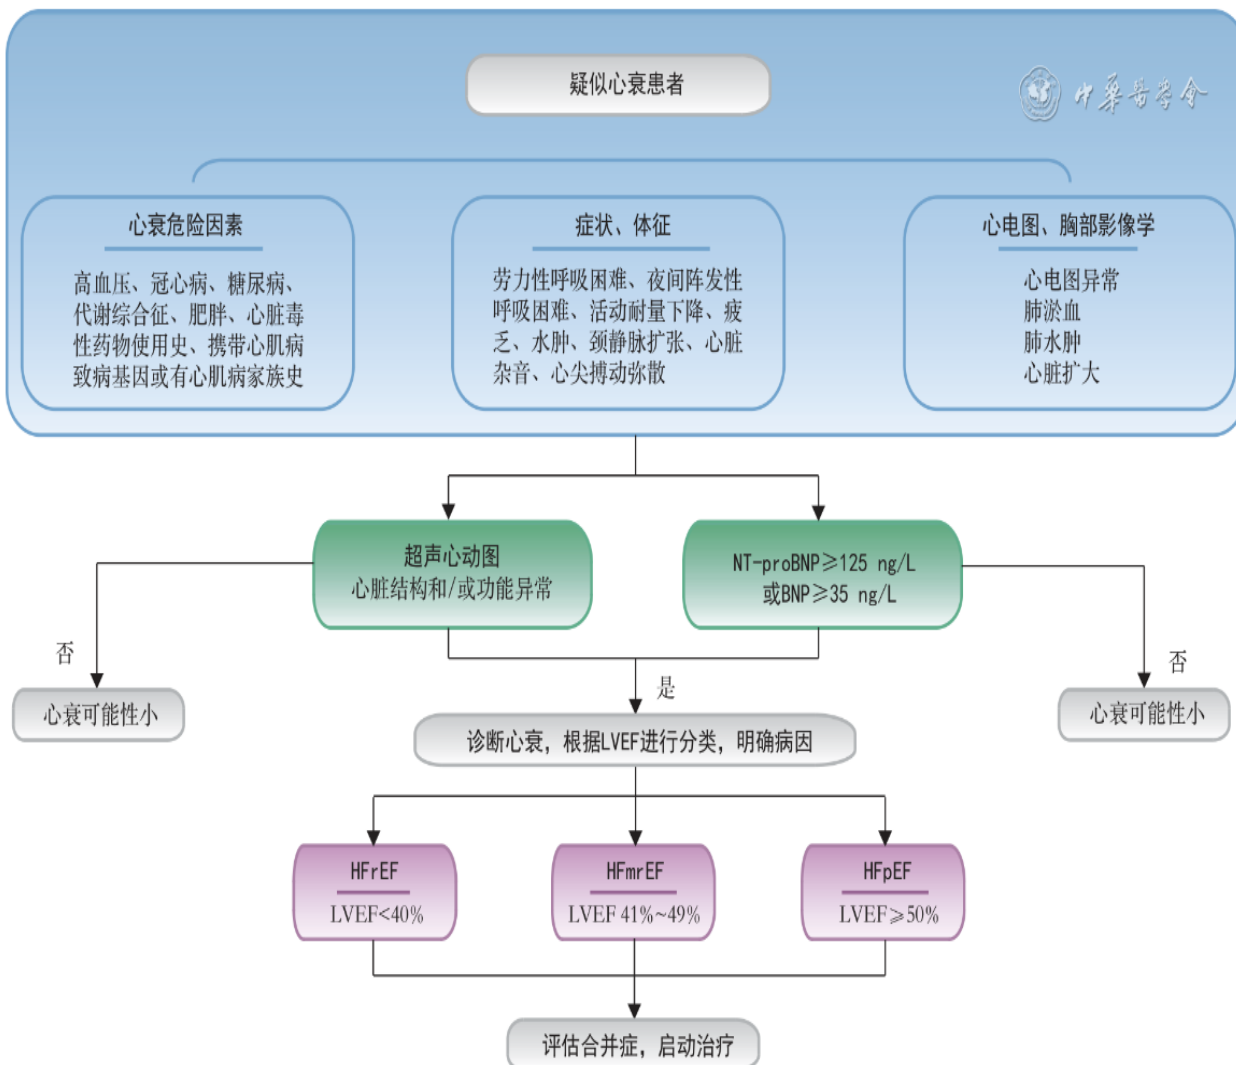 疑似心衰患者
中华医学会
心衰危险因素
高血压、冠心病、糖尿病、
代谢综合征、肥胖、心脏毒
性药物使用史、携带心肌病
致病基因或有心肌病家族史
症状、体征
劳力性呼吸困难、夜间阵发性
呼吸困难、活动耐量下降、疲
乏、水肿、颈静脉扩张、心脏
杂音、心尖搏动弥散
心电图、胸部影像学
心电图异常
肺淤血
肺水肿
心脏扩大
超声心动图
心脏结构和/或功能异常
NT-proBNP≥125 ng/L
或BNP≥35 ng/L
否
是
否
心衰可能性小
心衰可能性小
诊断心衰，根据LVEF进行分类，明确病因
HFrEF
LVEF<40%
HFmrEF
LVEF 41%~49%
HFpEF
LVEF≥50%
评估合并症，启动治疗